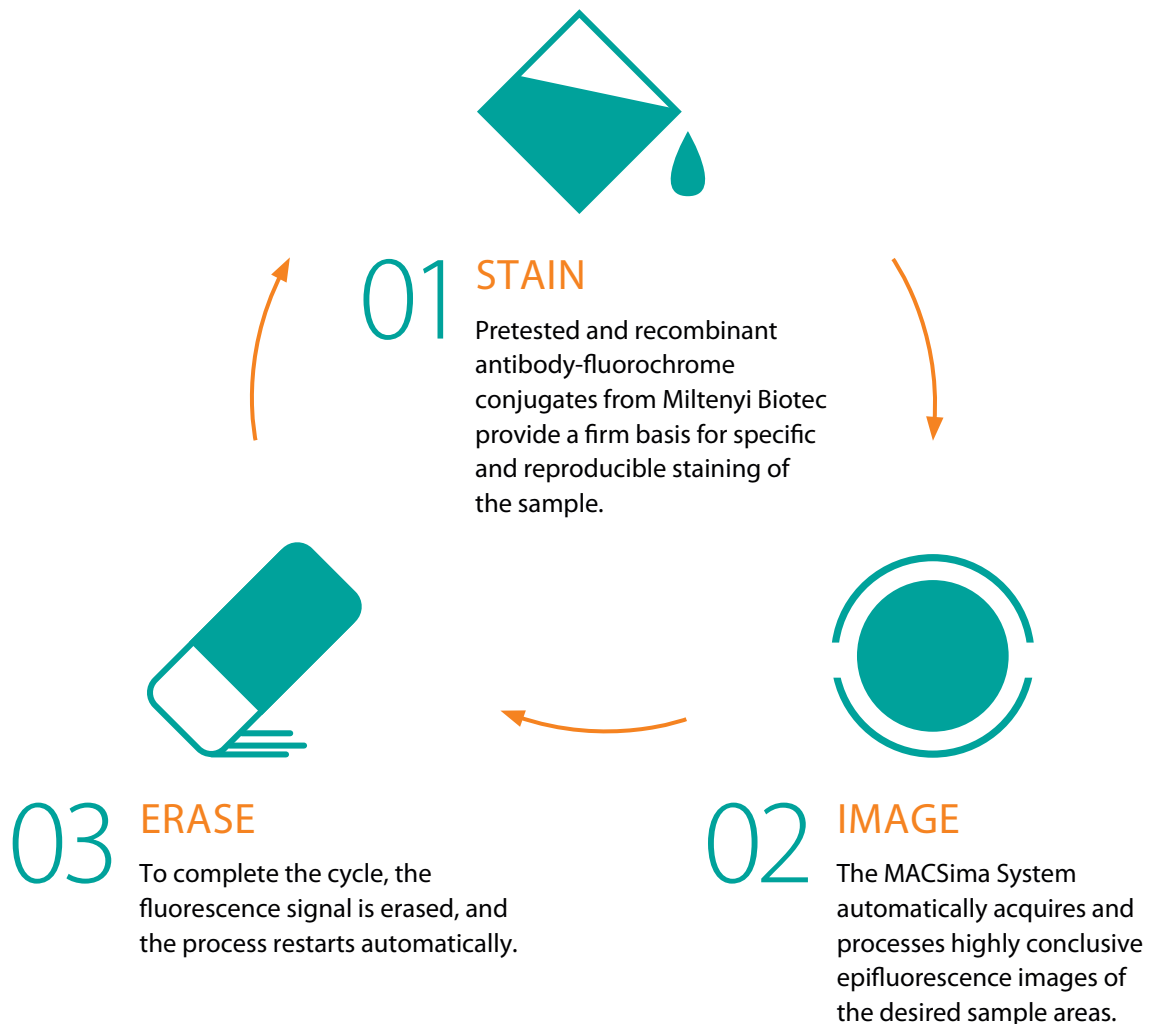 01 STAIN
Pretested and recombinant
antibody-fluorochrome
conjugates from Miltenyi Biotec
provide a firm basis for specific
and reproducible staining of
the sample.
02 IMAGE
The MACSima System
automatically acquires and
processes highly conclusive
epifluorescence images of
the desired sample areas.
03 ERASE
To complete the cycle, the
fluorescence signal is erased, and
the process restarts automatically.